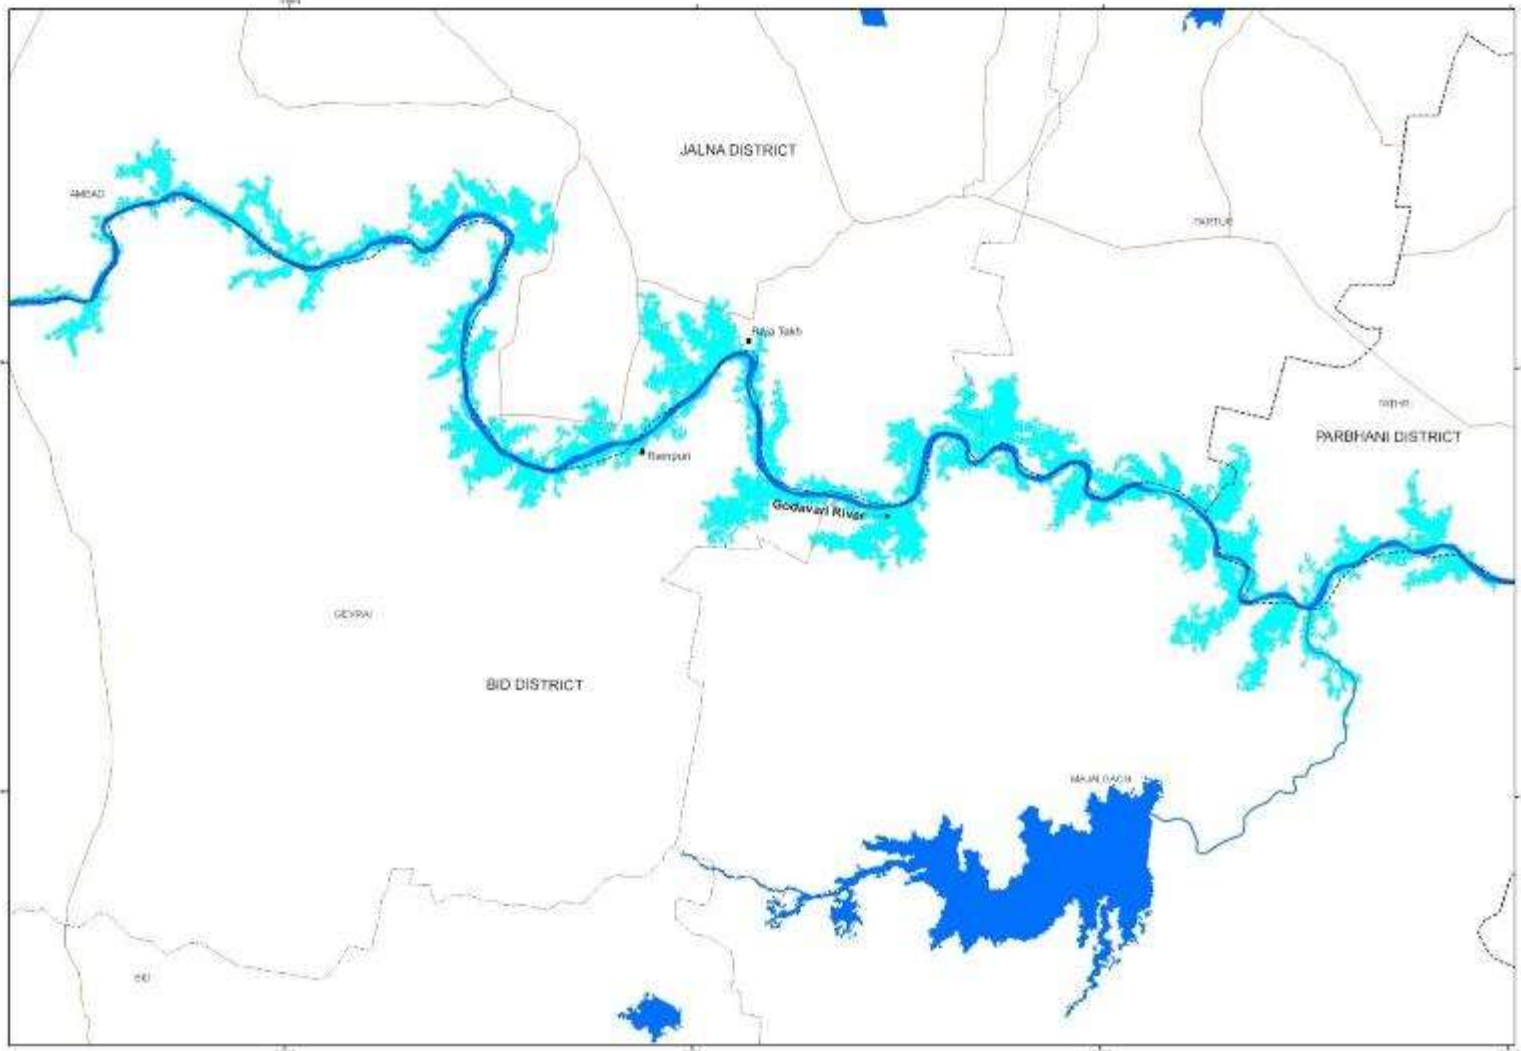 JALNA DISTRICT
AMBAD
PARTUR
Raja Takli
PARBHANI DISTRICT
Rampuri
Godavari River
GEVRAI
BID DISTRICT
MAJALGAON
BID